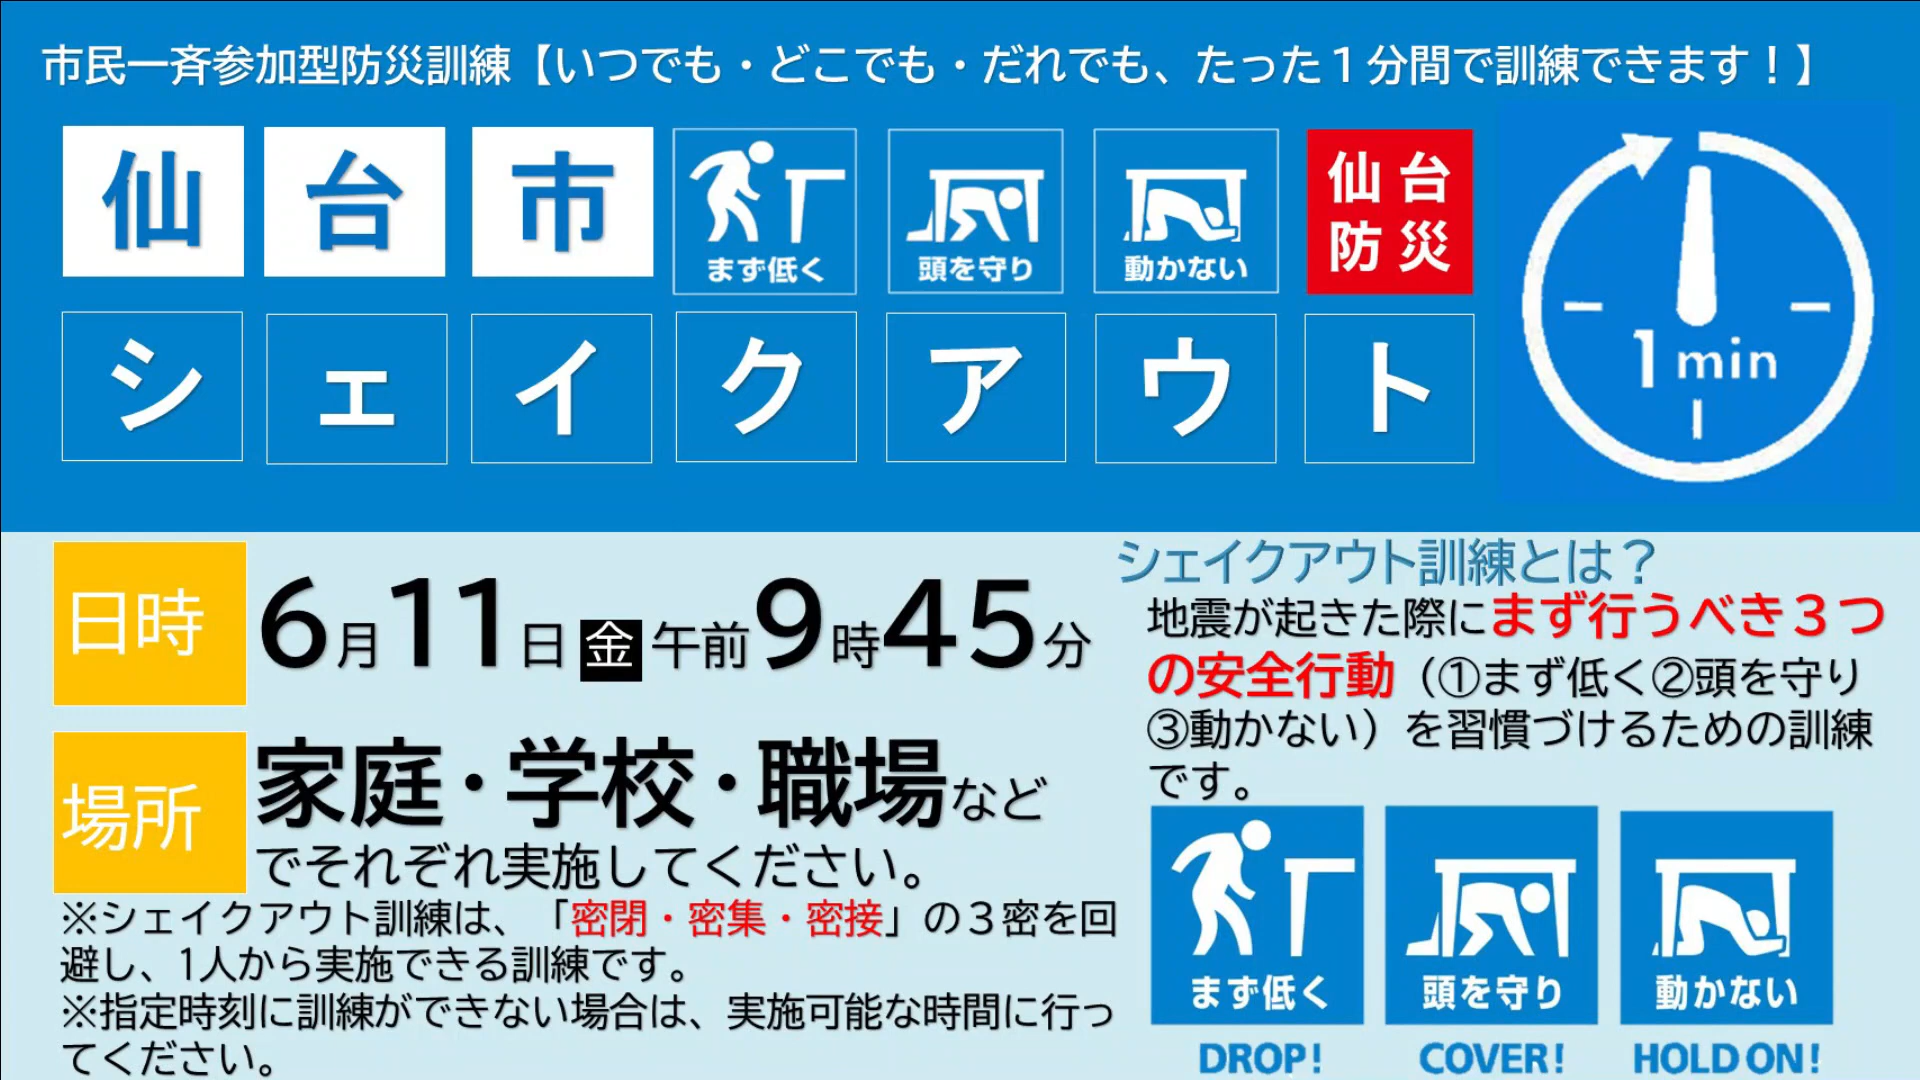 市民一斉参加型防災訓練【いつでも・どこでも・だれでも、たった１分間で訓練できます！】
仙台市
まず低く
頭を守り
動かない
仙台
防災
シェイクアウト
1 min
日時
6月11日金午前9時45分
場所
家庭・学校・職場など
でそれぞれ実施してください。
※シェイクアウト訓練は、「密閉・密集・密接」の３密を回
避し、1人から実施できる訓練です。
※指定時刻に訓練ができない場合は、実施可能な時間に行っ
てください。
シェイクアウト訓練とは？
地震が起きた際にまず行うべき３つ
の安全行動（①まず低く②頭を守り
③動かない）を習慣づけるための訓練
です。
まず低く
頭を守り
動かない
DROP!
COVER!
HOLD ON!